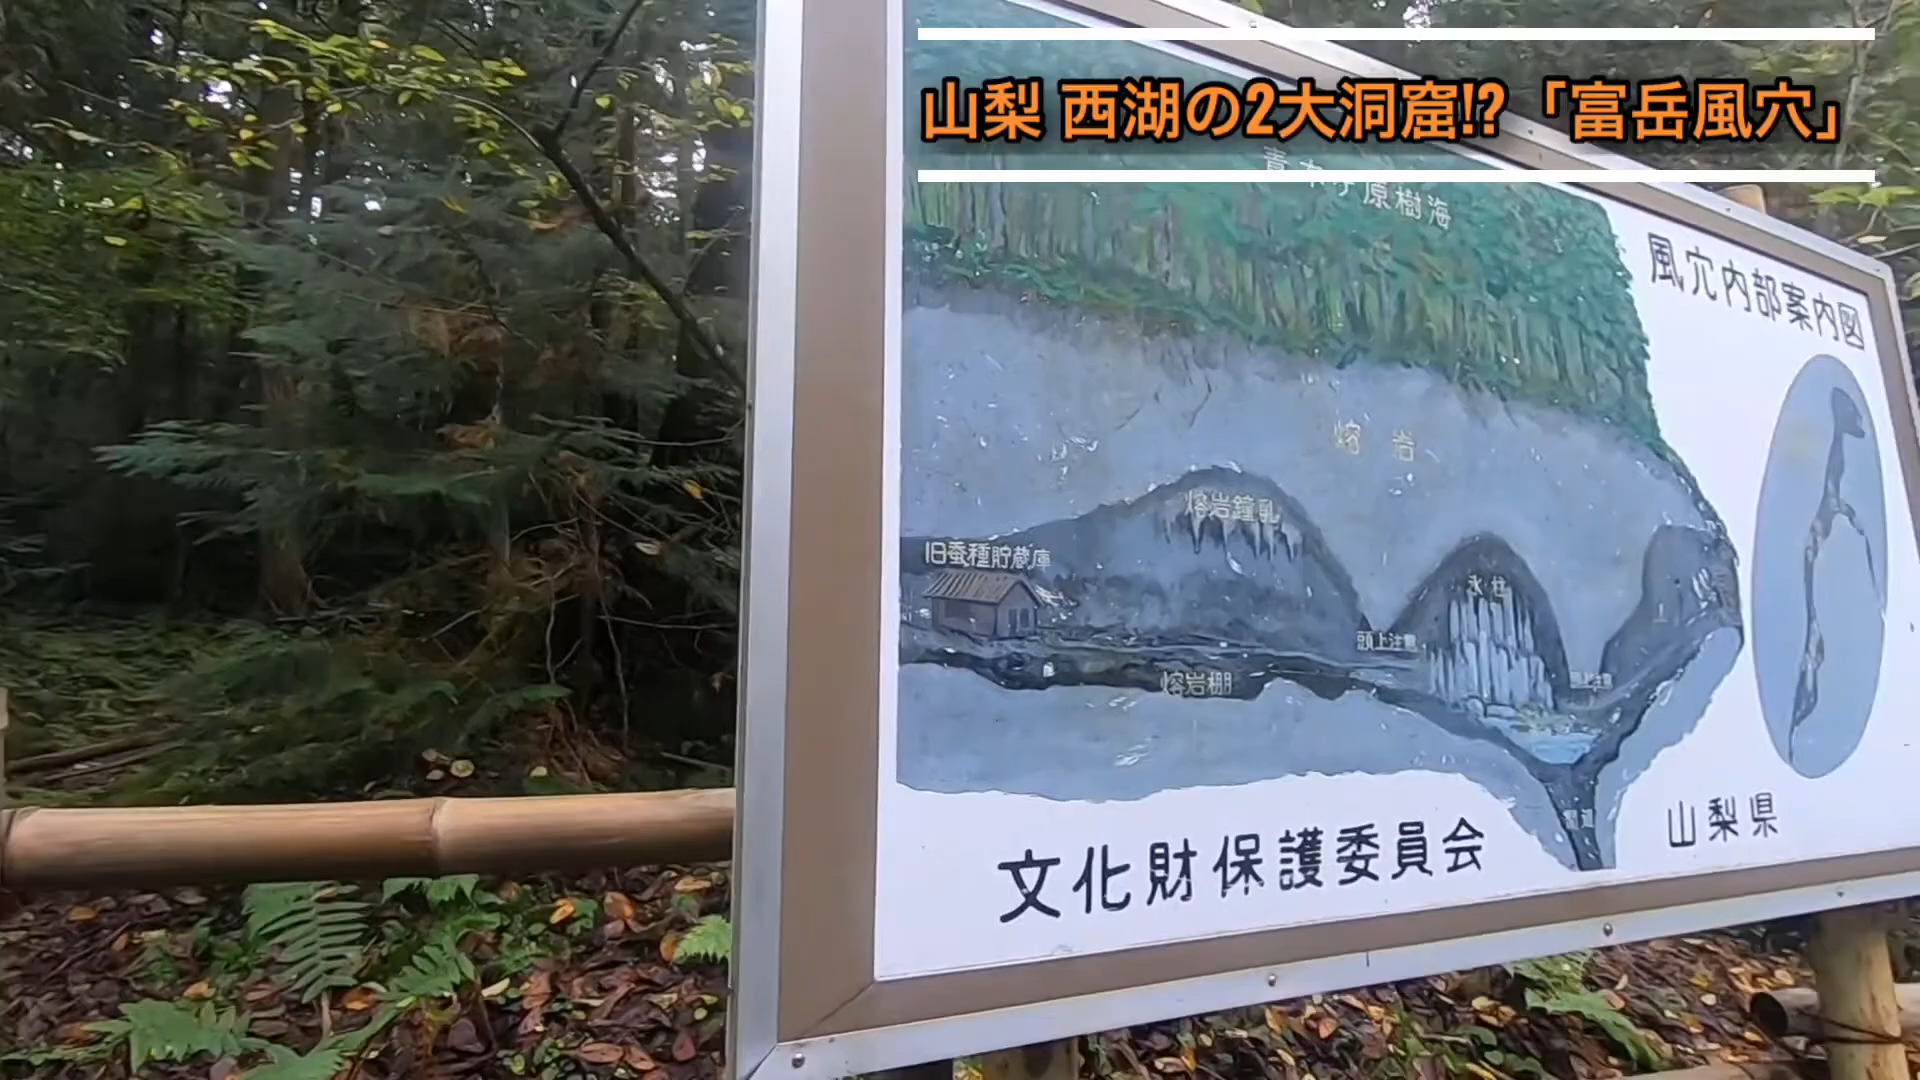 山梨 西湖の2大洞窟!?「富岳風穴」
青木ヶ原樹海
風穴内部案内図
熔岩
熔岩鐘乳
旧蚕種貯蔵庫
氷柱
頭上注意
熔岩棚
山梨県
文化財保護委員会